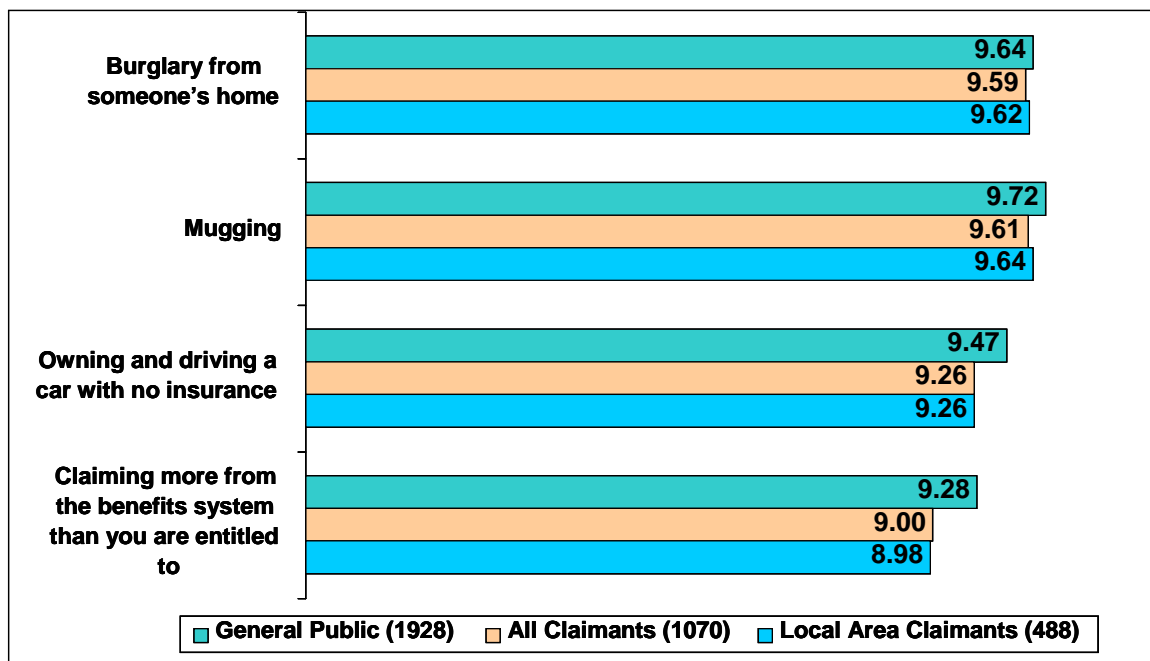 Burglary from
someone's home
9.64
9.59
9.62
Mugging
9.72
9.61
9.64
Owning and driving a
car with no insurance
9.47
9.26
9.26
Claiming more from
the benefits system
than you are entitled
to
9.28
9.00
8.98
General Public (1928)
All Claimants (1070)
Local Area Claimants (488)